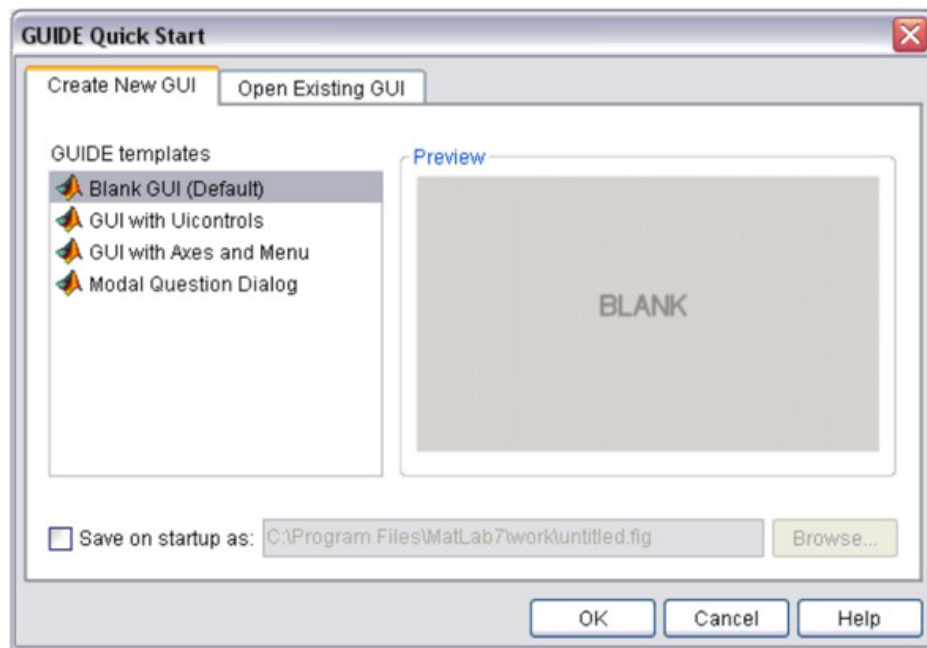 GUIDE Quick Start
Create New GUI
Open Existing GUI
GUIDE templates
Blank GUI (Default)
GUI with Uicontrols
GUI with Axes and Menu
Modal Question Dialog
Preview
BLANK
Save on startup as:
C:\Program Files\MatLab7\work\untitled.fig
Browse...
OK
Cancel
Help